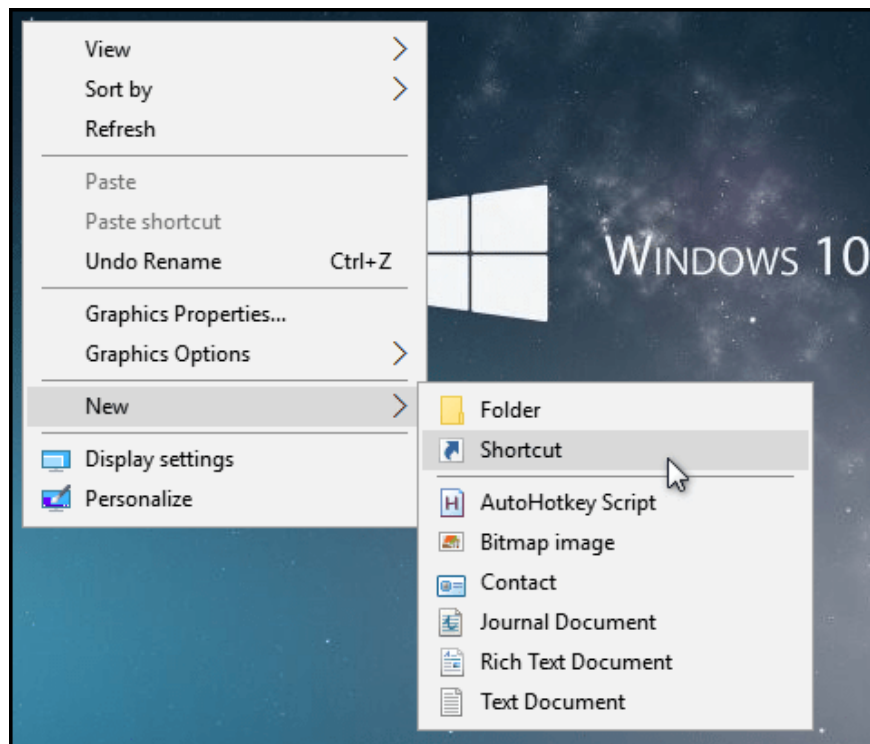 View
Sort by
Refresh
Paste
Paste shortcut
Undo Rename Ctrl+Z
Graphics Properties...
Graphics Options
New
Display settings
Personalize
Folder
Shortcut
AutoHotkey Script
Bitmap image
Contact
Journal Document
Rich Text Document
Text Document
Windows 10